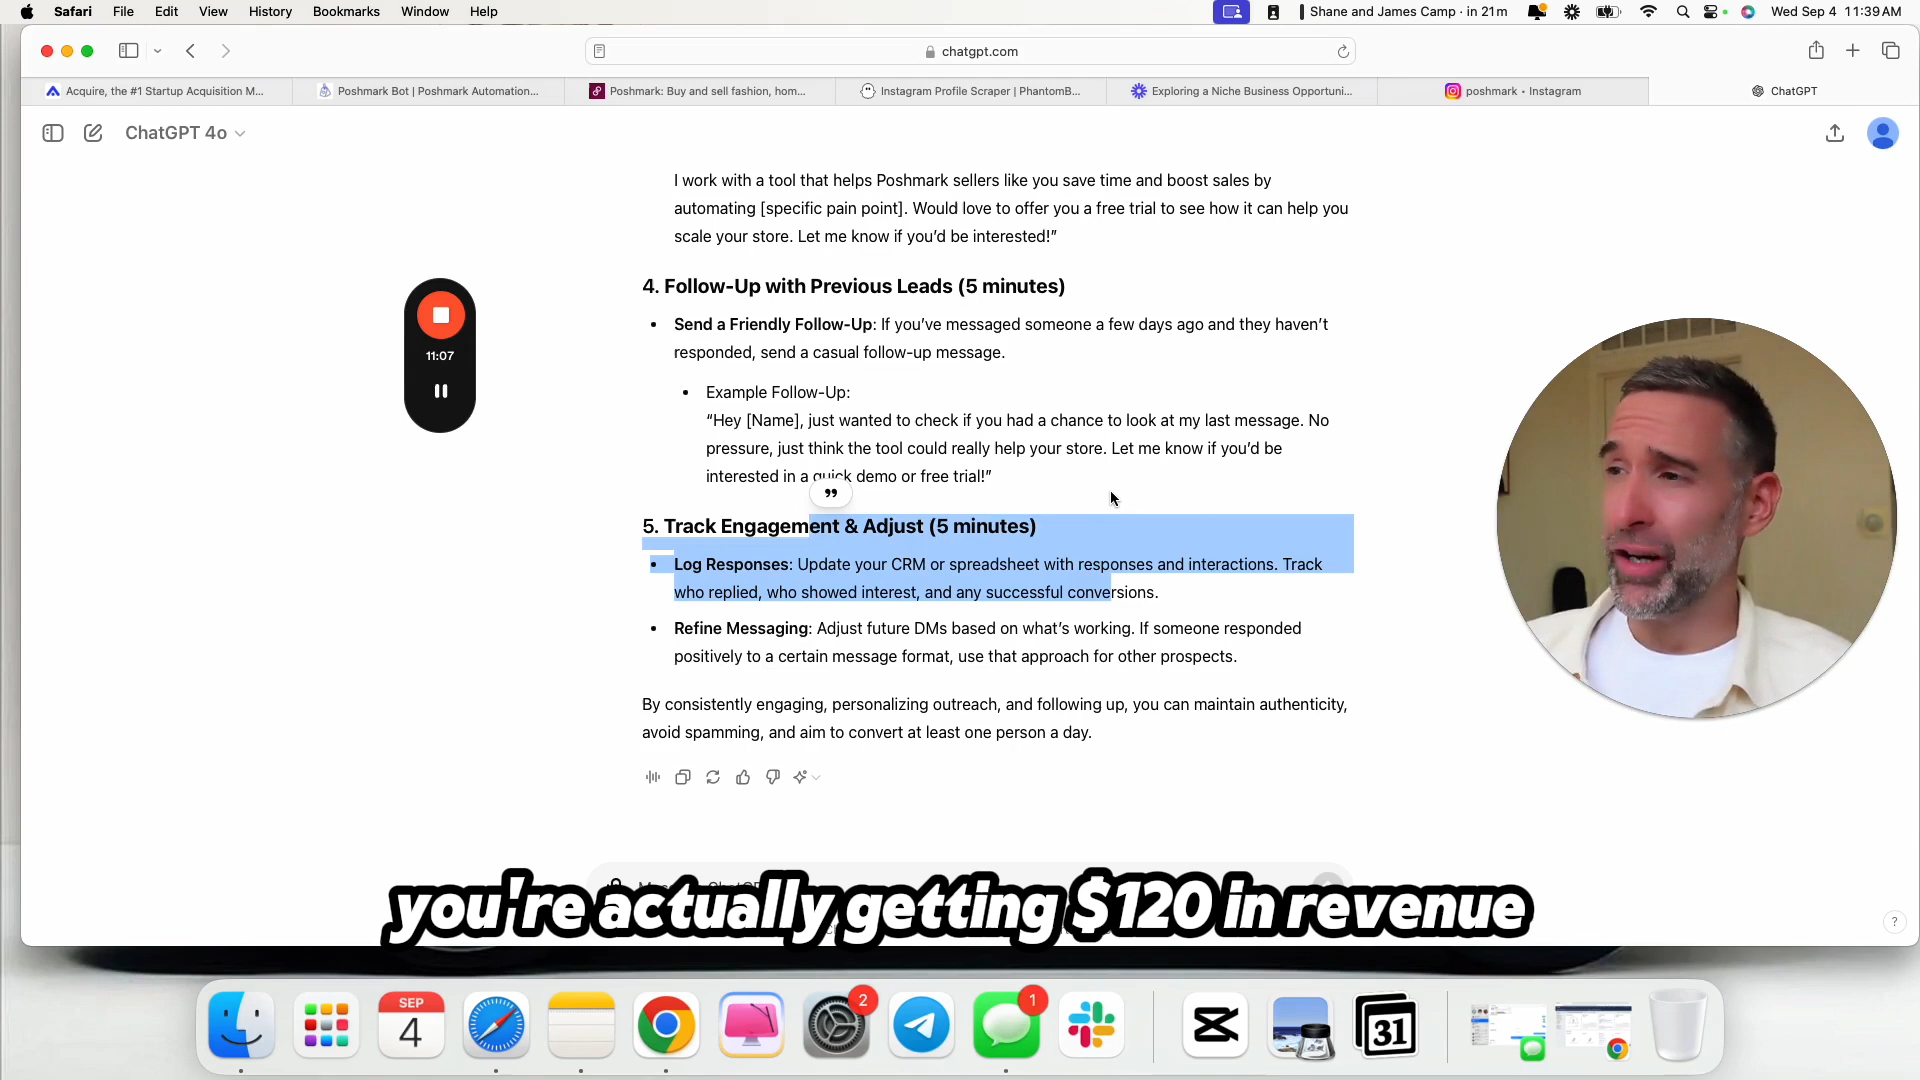 Safari File Edit View History Bookmarks Window Help
Shane and James Camp • in 21m
Wed Sep 4 11:39 AM
chatgpt.com
Acquire, the #1 Startup Acquisition M...
Poshmark Bot | Poshmark Automation...
Poshmark: Buy and sell fashion, hom...
Instagram Profile Scraper | PhantomB...
Exploring a Niche Business Opportuni...
poshmark • Instagram
ChatGPT
ChatGPT 4o
I work with a tool that helps Poshmark sellers like you save time and boost sales by
automating [specific pain point]. Would love to offer you a free trial to see how it can help you
scale your store. Let me know if you’d be interested!”
4. Follow-Up with Previous Leads (5 minutes)
• Send a Friendly Follow-Up: If you’ve messaged someone a few days ago and they haven’t
responded, send a casual follow-up message.
• Example Follow-Up:
“Hey [Name], just wanted to check if you had a chance to look at my last message. No
pressure, just think the tool could really help your store. Let me know if you’d be
interested in a quick demo or free trial!”
5. Track Engagement & Adjust (5 minutes)
• Log Responses: Update your CRM or spreadsheet with responses and interactions. Track
who replied, who showed interest, and any successful conversions.
• Refine Messaging: Adjust future DMs based on what’s working. If someone responded
positively to a certain message format, use that approach for other prospects.
By consistently engaging, personalizing outreach, and following up, you can maintain authenticity,
avoid spamming, and aim to convert at least one person a day.
11:07
you're actually getting $120 in revenue
?
SEP
4
2
1
31